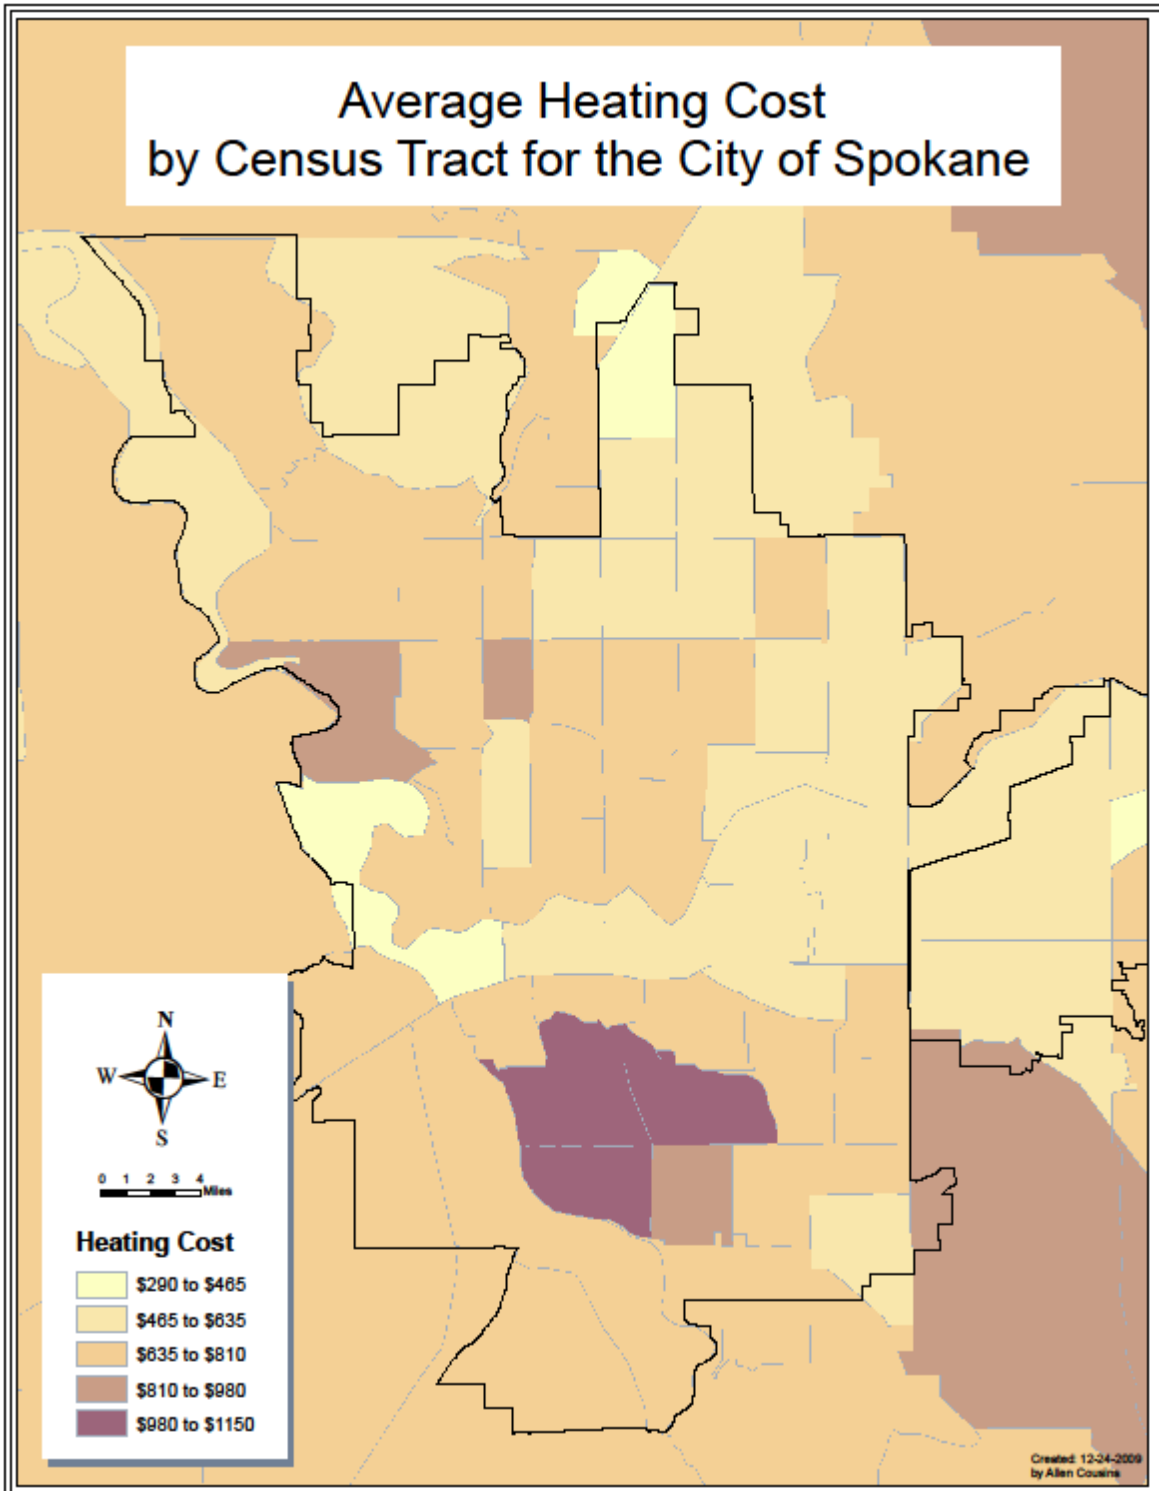 Average Heating Cost
by Census Tract for the City of Spokane
N
W E
S
0 1 2 3 4
Miles
Heating Cost
$290 to $465
$465 to $635
$635 to $810
$810 to $980
$980 to $1150
Created: 12-24-2009
by Allen Cousins